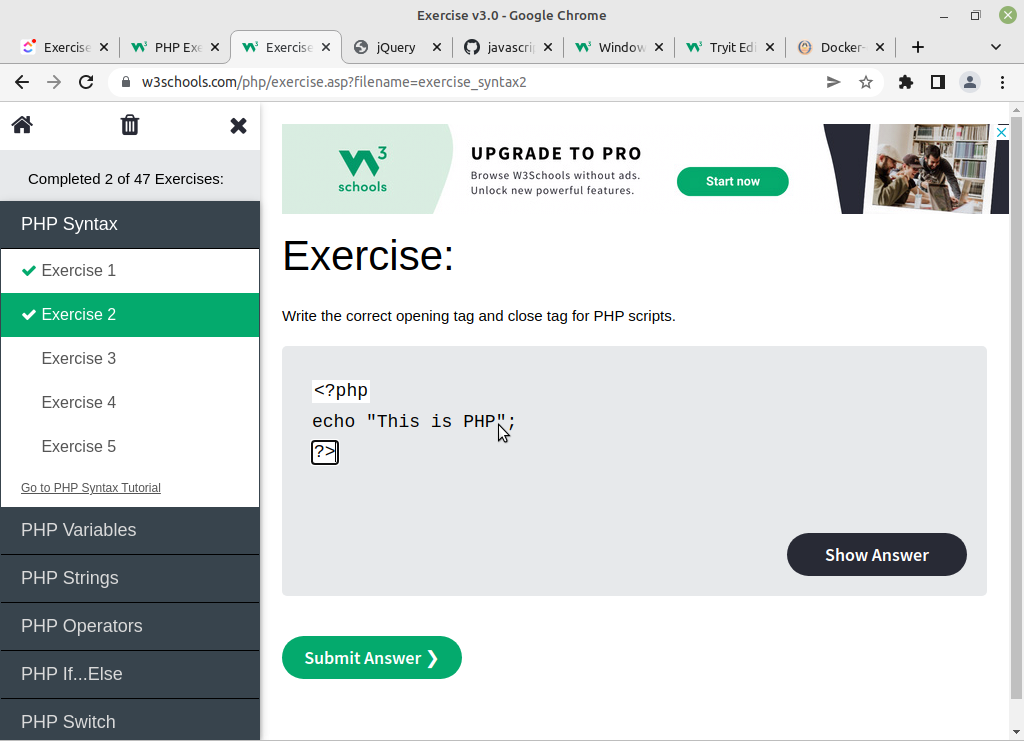 Exercise v3.0 - Google Chrome
Exercise
PHP Exe
Exercise
jQuery
javascrip
Window
Tryit Edi
Docker-
w3schools.com/php/exercise.asp?filename=exercise_syntax2
Completed 2 of 47 Exercises:
PHP Syntax
Exercise 1
Exercise 2
Exercise 3
Exercise 4
Exercise 5
Go to PHP Syntax Tutorial
PHP Variables
PHP Strings
PHP Operators
PHP If...Else
PHP Switch
W3
schools
UPGRADE TO PRO
Browse W3Schools without ads.
Unlock new powerful features.
Start now
Exercise:
Write the correct opening tag and close tag for PHP scripts.
<?php
echo "This is PHP";
?>
Show Answer
Submit Answer ❯